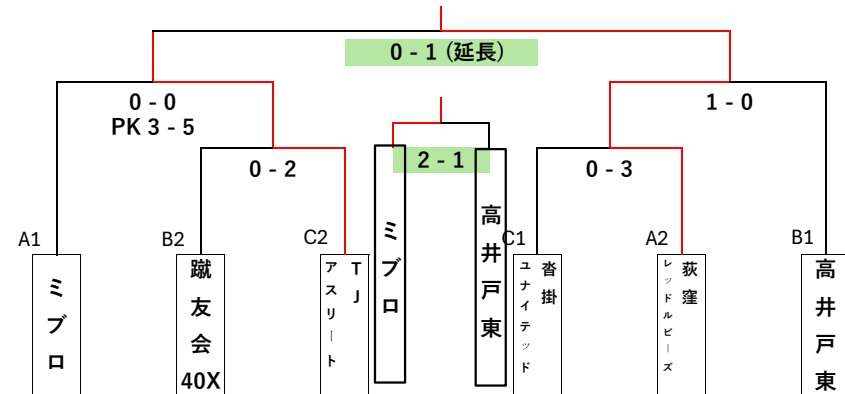 0 - 1 (延長)
0 - 0
PK 3 - 5
1 - 0
0 - 2
2 - 1
0 - 3
A1
B2
C2
C1
A2
B1
ミブロ
蹴友会40X
TJ
アスリート
ミブロ
高井戸東
沓掛
ユナイテッド
荻窪
レッドルビーズ
高井戸東